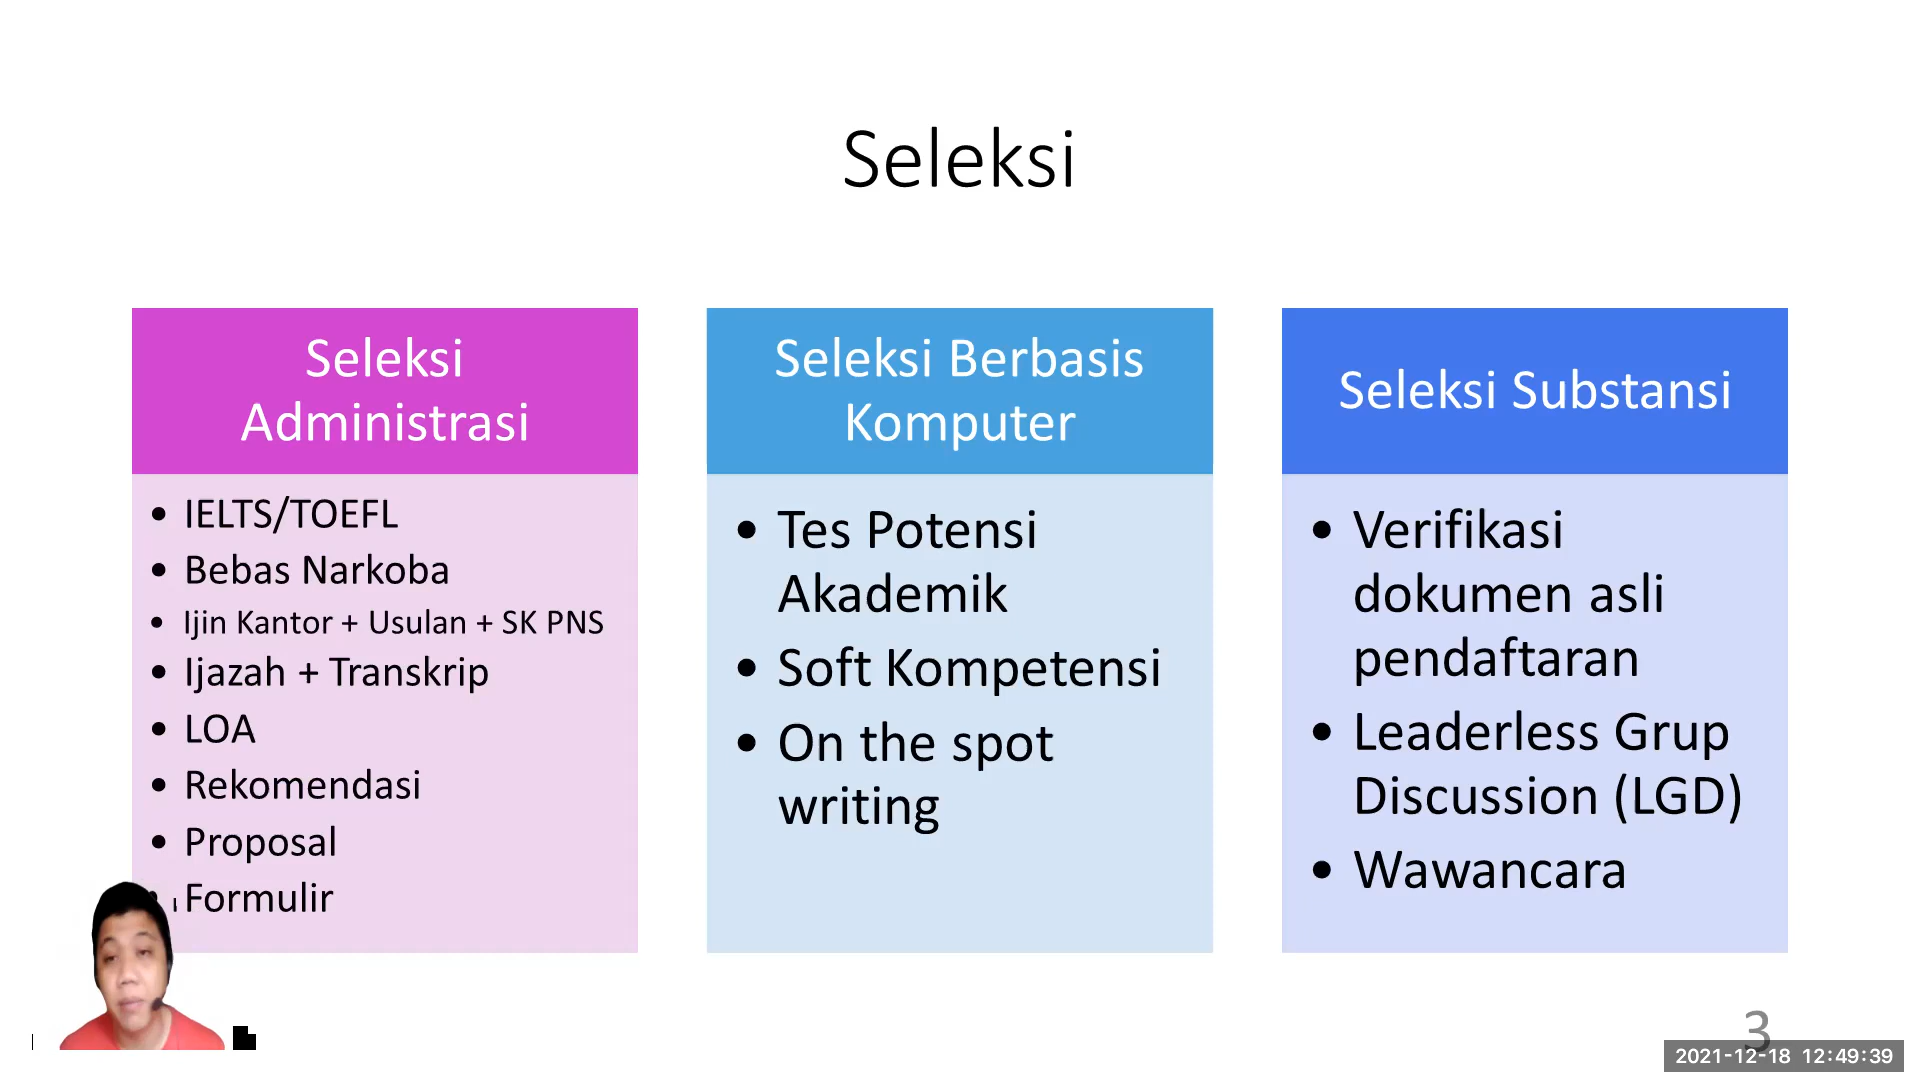 Seleksi
Seleksi
Administrasi
• IELTS/TOEFL
• Bebas Narkoba
• Ijin Kantor + Usulan + SK PNS
• Ijazah + Transkrip
• LOA
• Rekomendasi
• Proposal
• Formulir
Seleksi Berbasis
Komputer
• Tes Potensi
Akademik
• Soft Kompetensi
• On the spot
writing
Seleksi Substansi
• Verifikasi
dokumen asli
pendaftaran
• Leaderless Grup
Discussion (LGD)
• Wawancara
3
2021-12-18 12:49:39